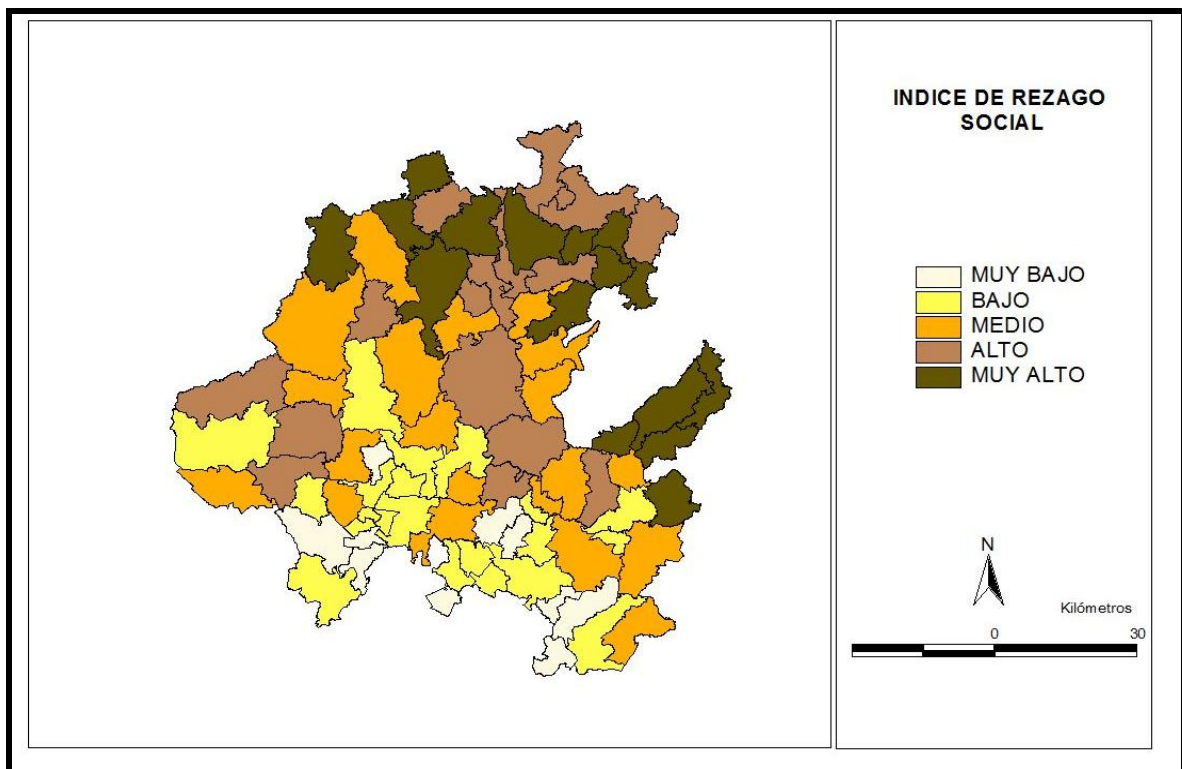 INDICE DE REZAGO
SOCIAL
MUY BAJO
BAJO
MEDIO
ALTO
MUY ALTO
N
Kilómetros
0 30